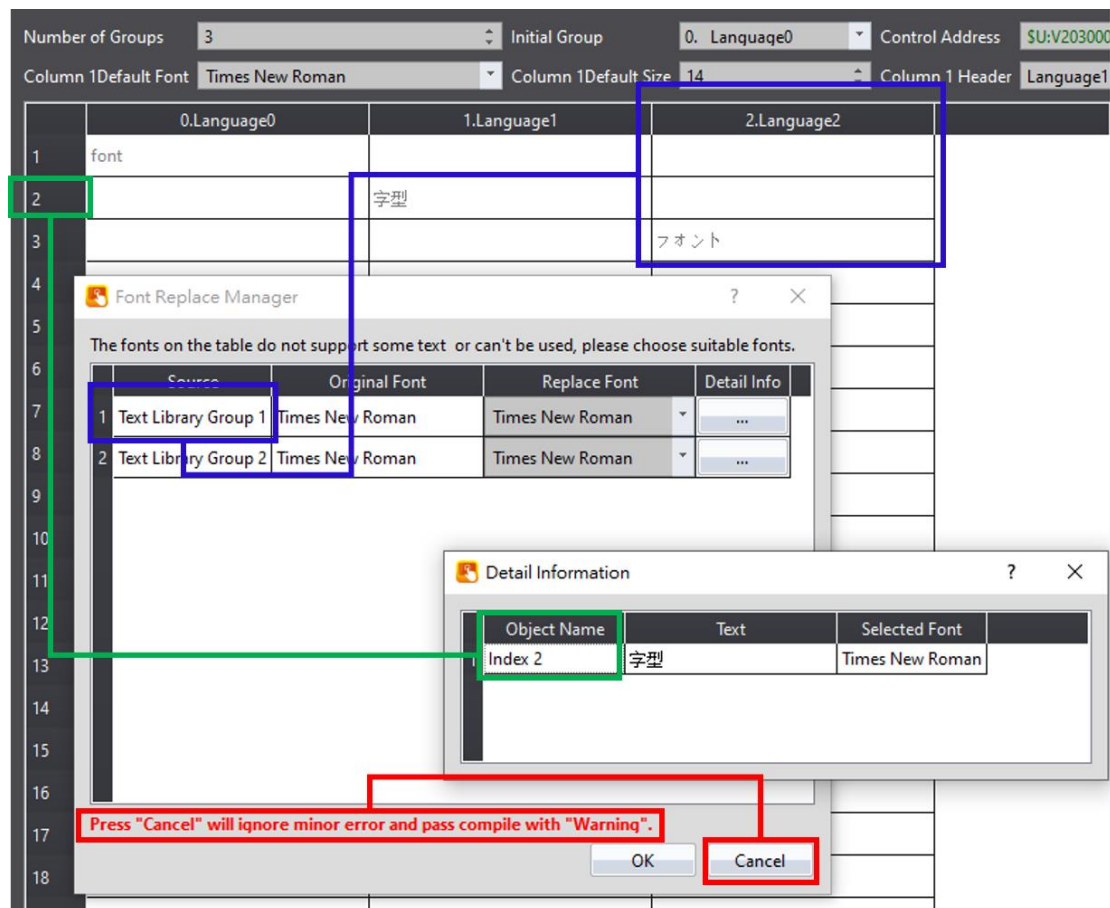 Number of Groups 3 Initial Group 0. Language0 Control Address $U:V203000
Column 1Default Font Times New Roman Column 1Default Size 14 Column 1 Header Language1
0.Language0 1.Language1 2.Language2
1 font
2 字型
3 フォント
4
Font Replace Manager ? ×
5
The fonts on the table do not support some text or can't be used, please choose suitable fonts.
6
Source Original Font Replace Font Detail Info
7
1 Text Library Group 1 Times New Roman Times New Roman ...
8
2 Text Library Group 2 Times New Roman Times New Roman ...
9
10
11
Detail Information ? ×
12
Object Name Text Selected Font
13
1 Index 2 字型 Times New Roman
14
15
16
Press "Cancel" will ignore minor error and pass compile with "Warning".
17
OK Cancel
18